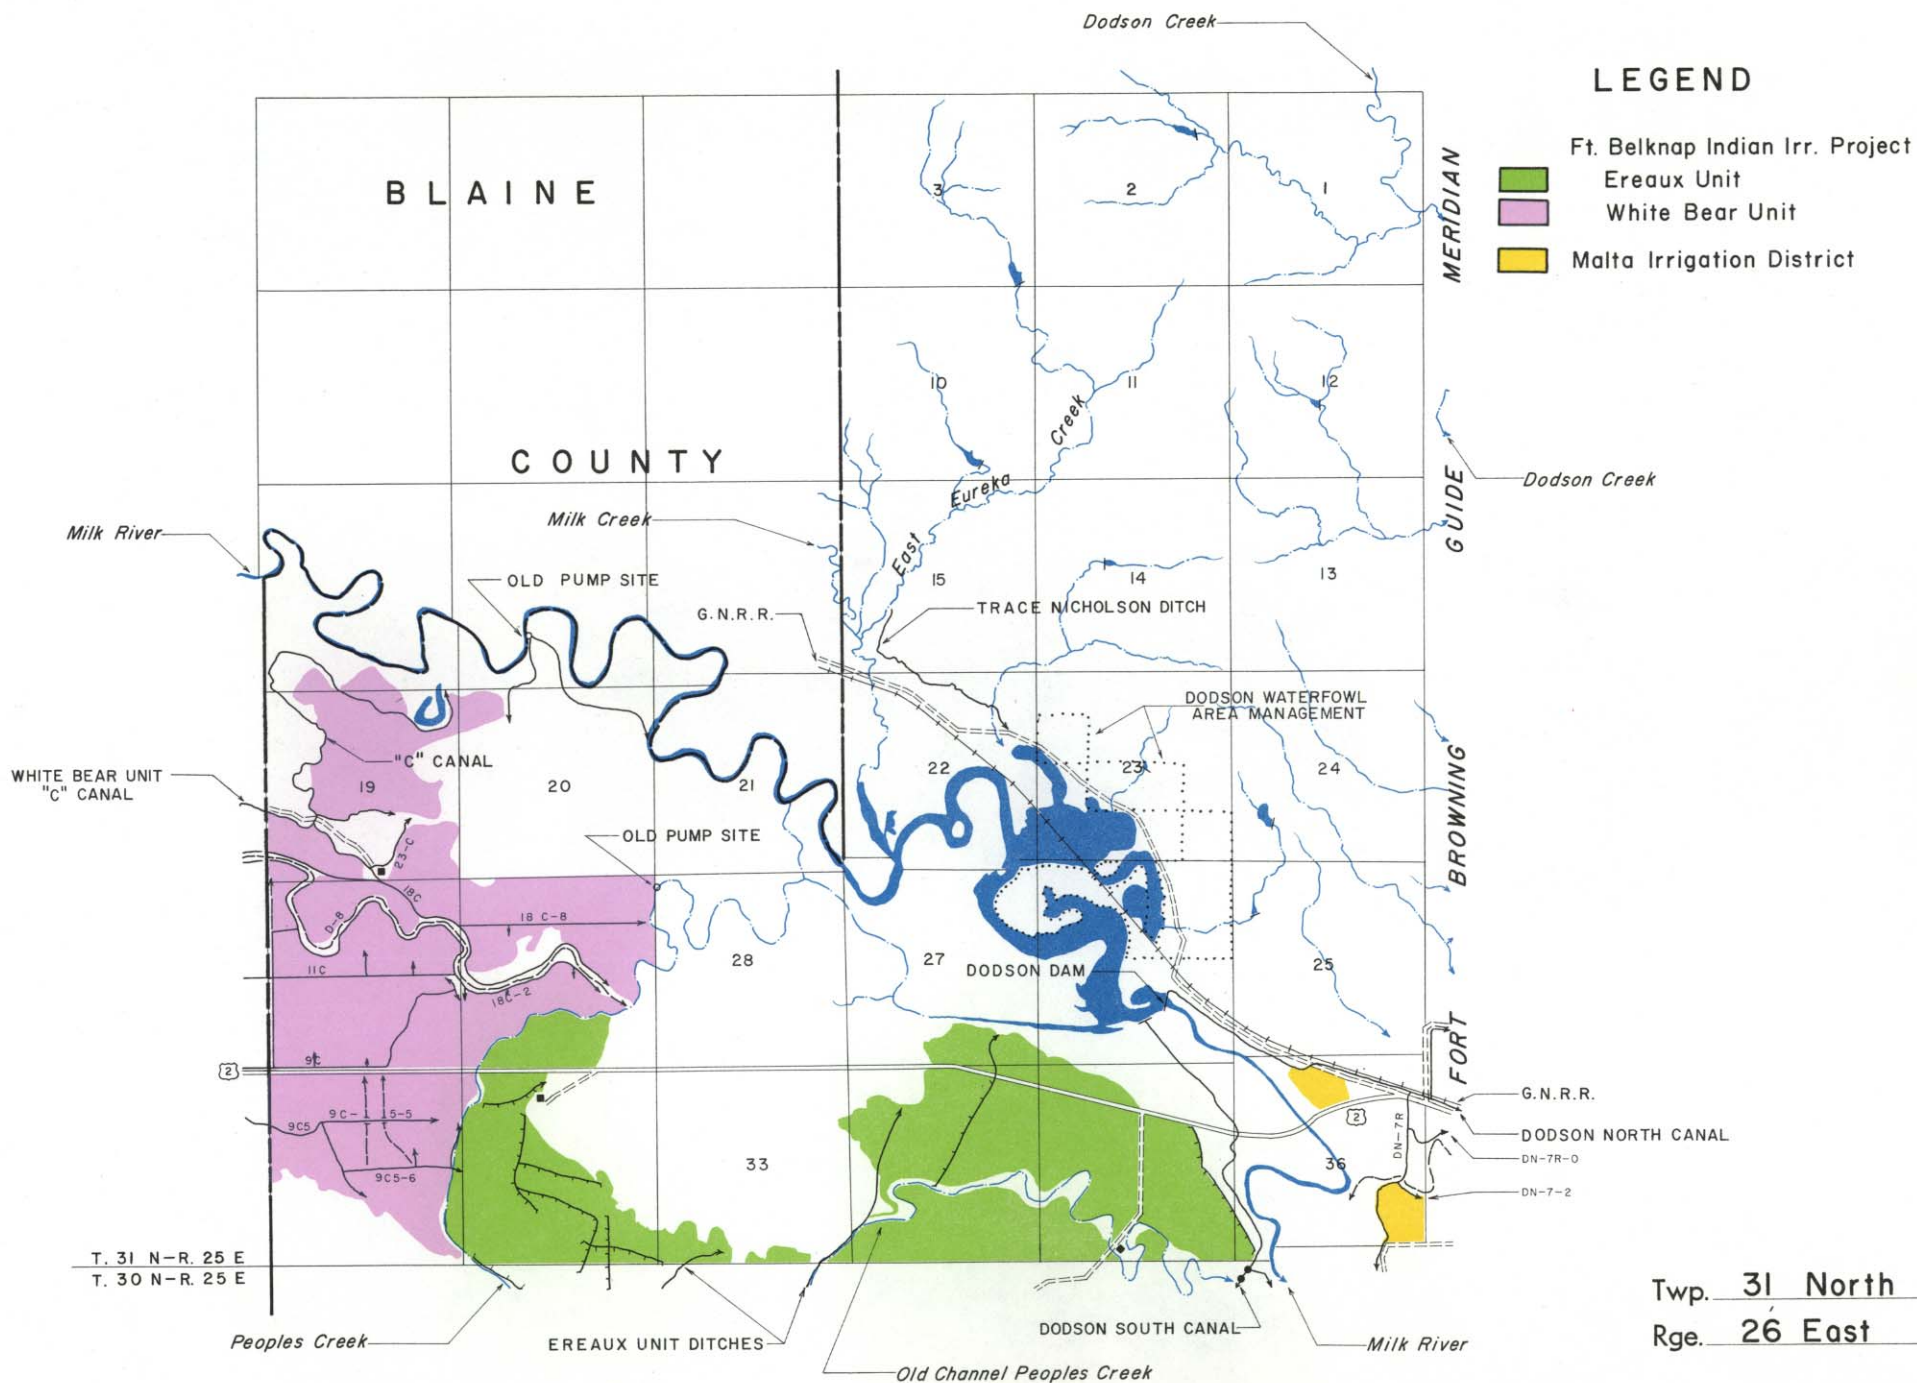 Dodson Creek
LEGEND
Ft. Belknap Indian Irr. Project
Ereaux Unit
White Bear Unit
Malta Irrigation District
BLAINE
COUNTY
3
2
1
MERIDIAN
10
11
12
East Eureka Creek
GUIDE
Dodson Creek
Milk River
Milk Creek
OLD PUMP SITE
15
14
13
G.N.R.R.
TRACE NICHOLSON DITCH
DODSON WATERFOWL
AREA MANAGEMENT
"C" CANAL
WHITE BEAR UNIT
"C" CANAL
19
20
21
22
23
24
BROWNING
OLD PUMP SITE
23-C
18C
D-8
18 C-8
11C
18C-2
28
27
DODSON DAM
25
FORT
9C
2
9C-15-5
9C5
9C5-6
33
2
36
DN-7R
G.N.R.R.
DODSON NORTH CANAL
DN-7R-0
DN-7-2
T. 31 N-R. 25 E
T. 30 N-R. 25 E
Peoples Creek
EREAUX UNIT DITCHES
Old Channel Peoples Creek
DODSON SOUTH CANAL
Milk River
Twp. 31 North
Rge. 26 East